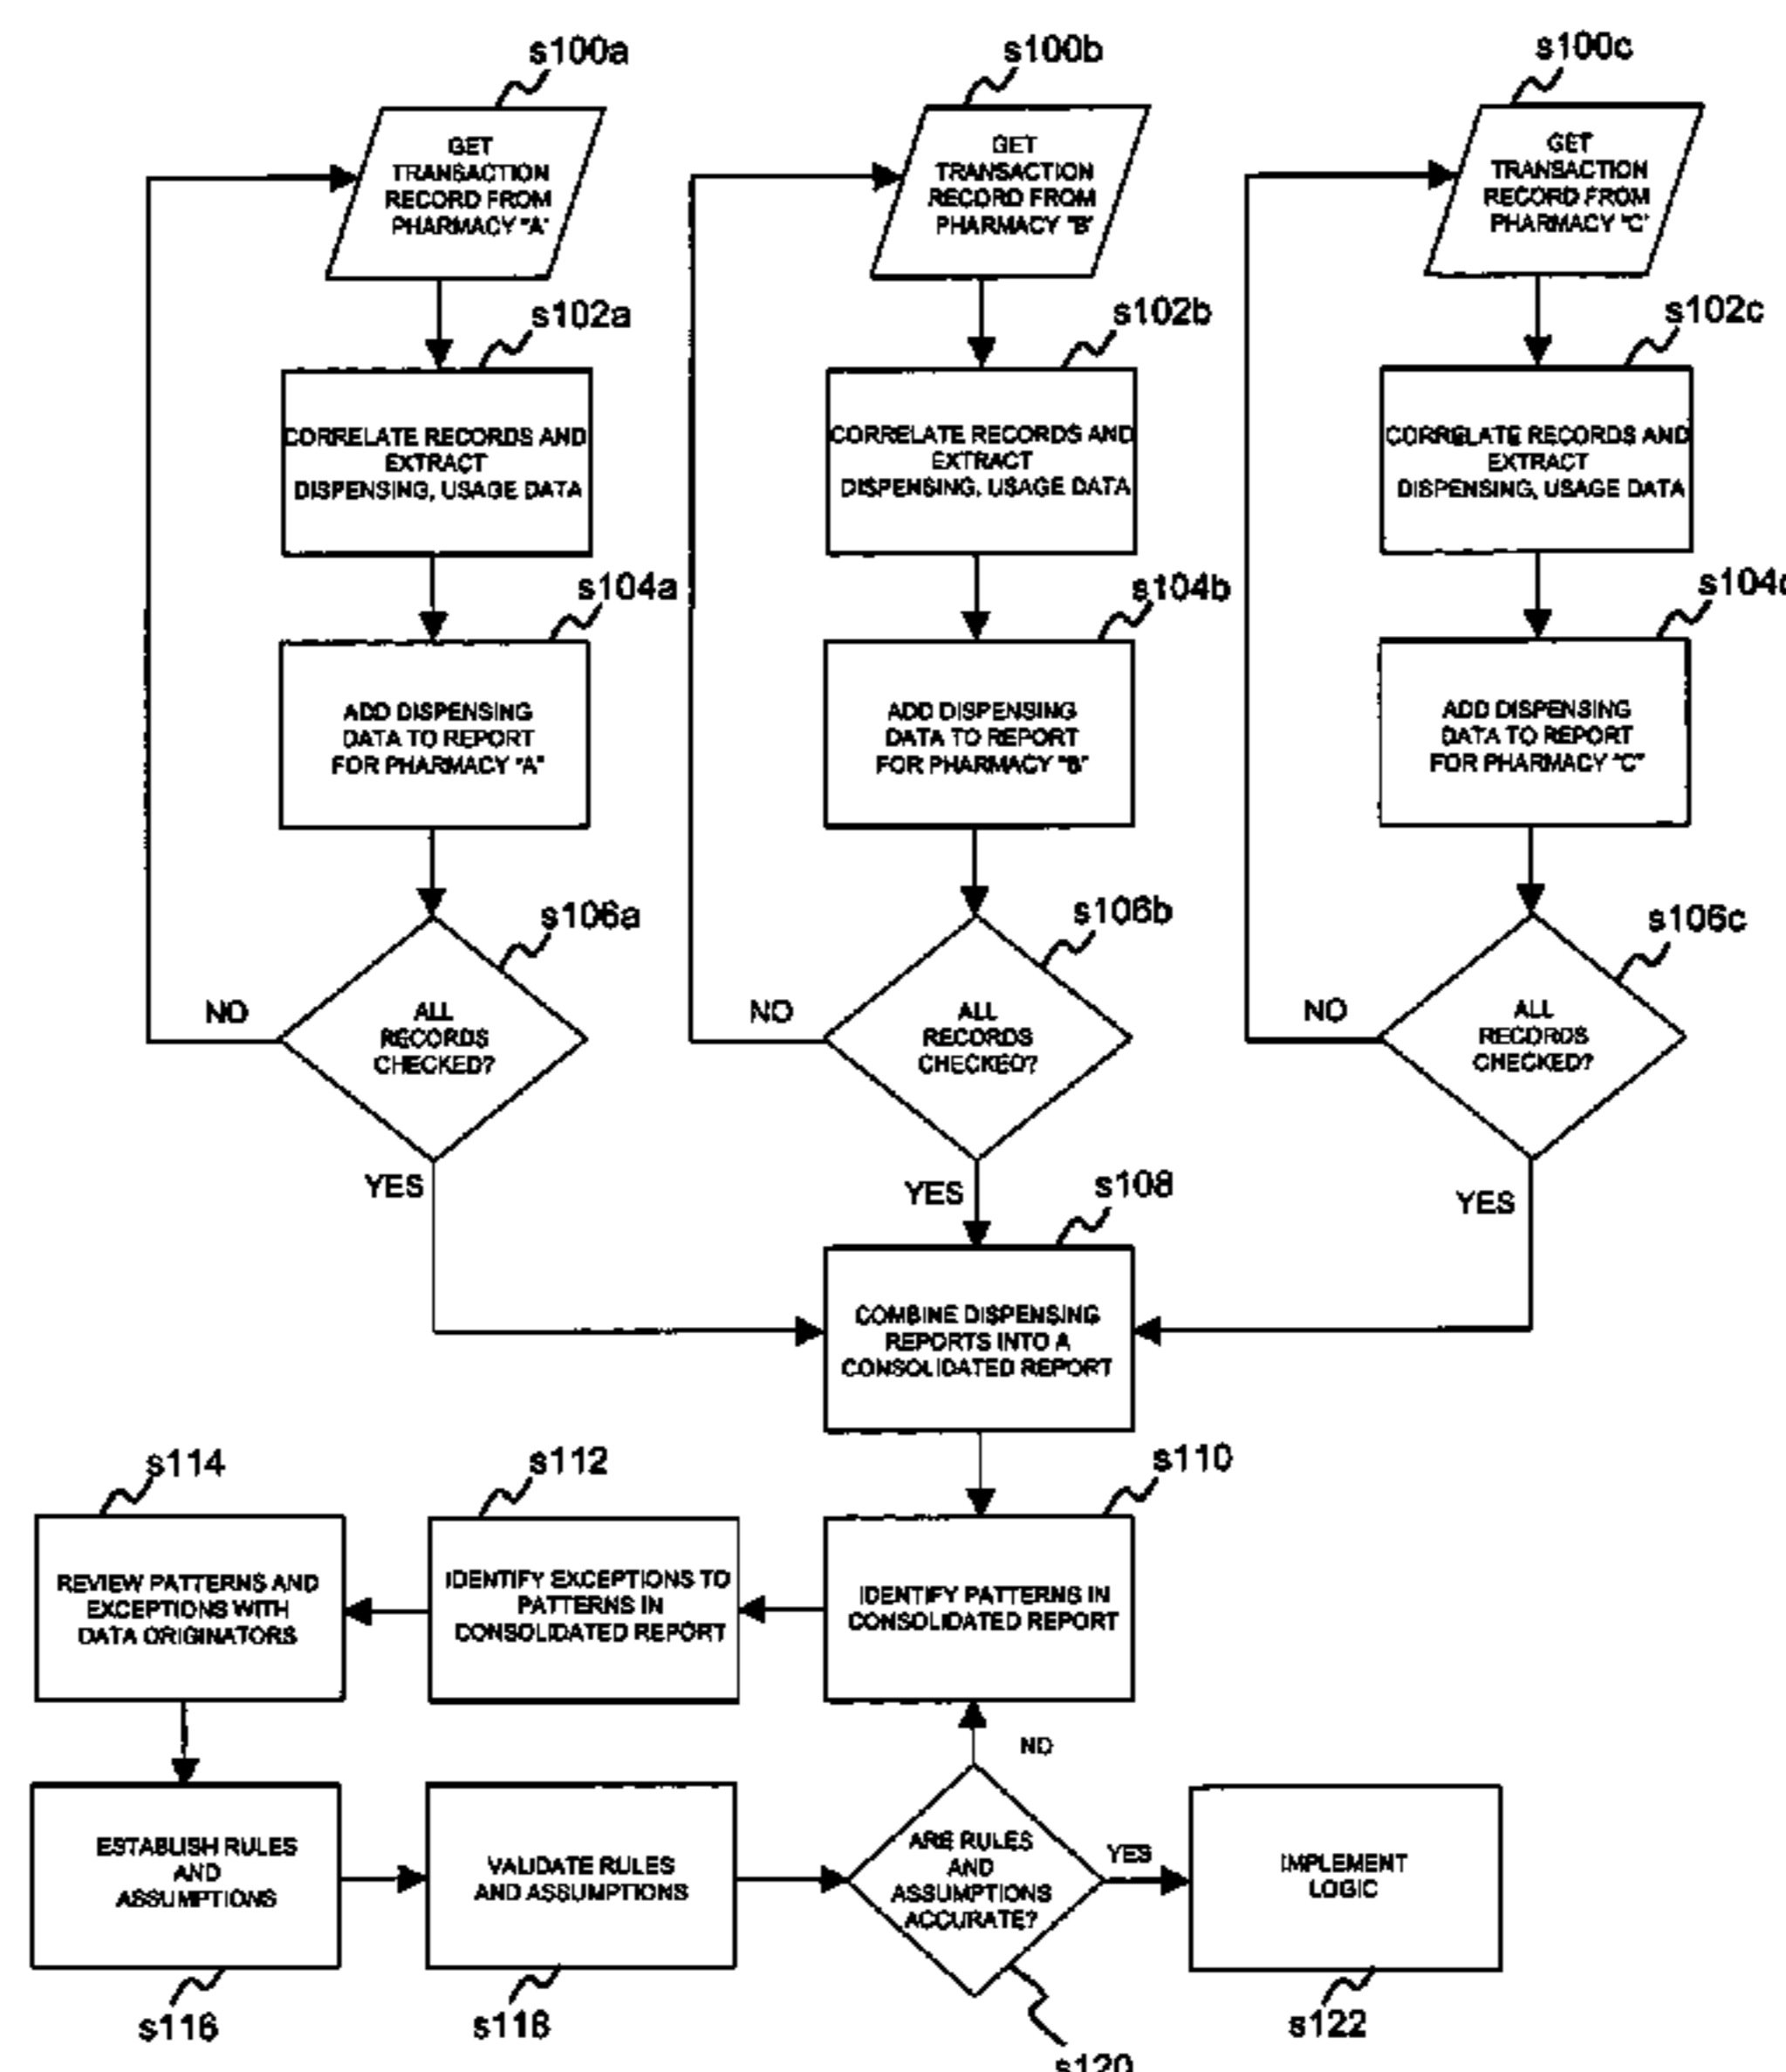 s100a
s100b
s100c
GET
TRANSACTION
RECORD FROM
PHARMACY "A"
GET
TRANSACTION
RECORD FROM
PHARMACY "B"
GET
TRANSACTION
RECORD FROM
PHARMACY "C"
s102a
s102b
s102c
CORRELATE RECORDS AND
EXTRACT
DISPENSING, USAGE DATA
CORRELATE RECORDS AND
EXTRACT
DISPENSING, USAGE DATA
CORRELATE RECORDS AND
EXTRACT
DISPENSING, USAGE DATA
s104a
s104b
s104c
ADD DISPENSING
DATA TO REPORT
FOR PHARMACY "A"
ADD DISPENSING
DATA TO REPORT
FOR PHARMACY "B"
ADD DISPENSING
DATA TO REPORT
FOR PHARMACY "C"
s106a
s106b
s106c
NO
ALL
RECORDS
CHECKED?
NO
ALL
RECORDS
CHECKED?
NO
ALL
RECORDS
CHECKED?
YES
YES
YES
s108
COMBINE DISPENSING
REPORTS INTO A
CONSOLIDATED REPORT
s114
s112
s110
REVIEW PATTERNS AND
EXCEPTIONS WITH
DATA ORIGINATORS
IDENTIFY EXCEPTIONS TO
PATTERNS IN
CONSOLIDATED REPORT
IDENTIFY PATTERNS IN
CONSOLIDATED REPORT
NO
ESTABLISH RULES
AND
ASSUMPTIONS
VALIDATE RULES
AND ASSUMPTIONS
ARE RULES
AND
ASSUMPTIONS
ACCURATE?
YES
IMPLEMENT
LOGIC
s116
s118
s120
s122